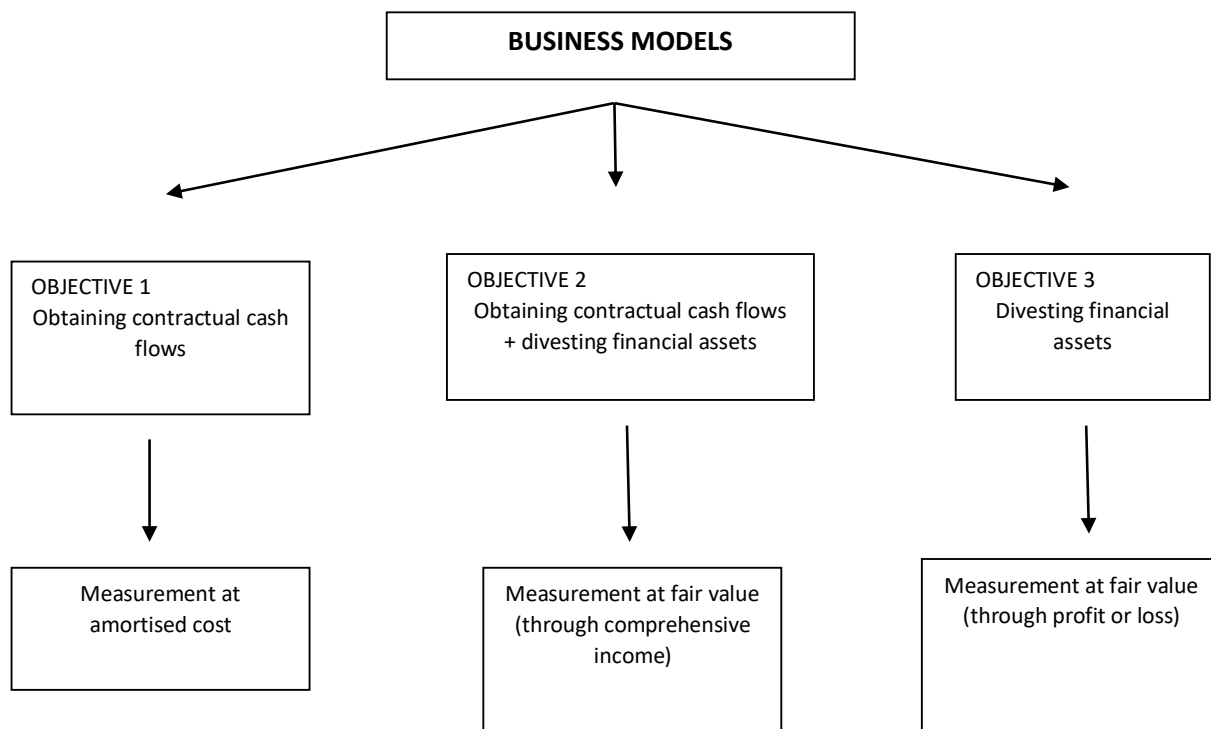 BUSINESS MODELS
OBJECTIVE 1
Obtaining contractual cash
flows
OBJECTIVE 2
Obtaining contractual cash flows
+ divesting financial assets
OBJECTIVE 3
Divesting financial
assets
Measurement at
amortised cost
Measurement at fair value
(through comprehensive
income)
Measurement at fair value
(through profit or loss)